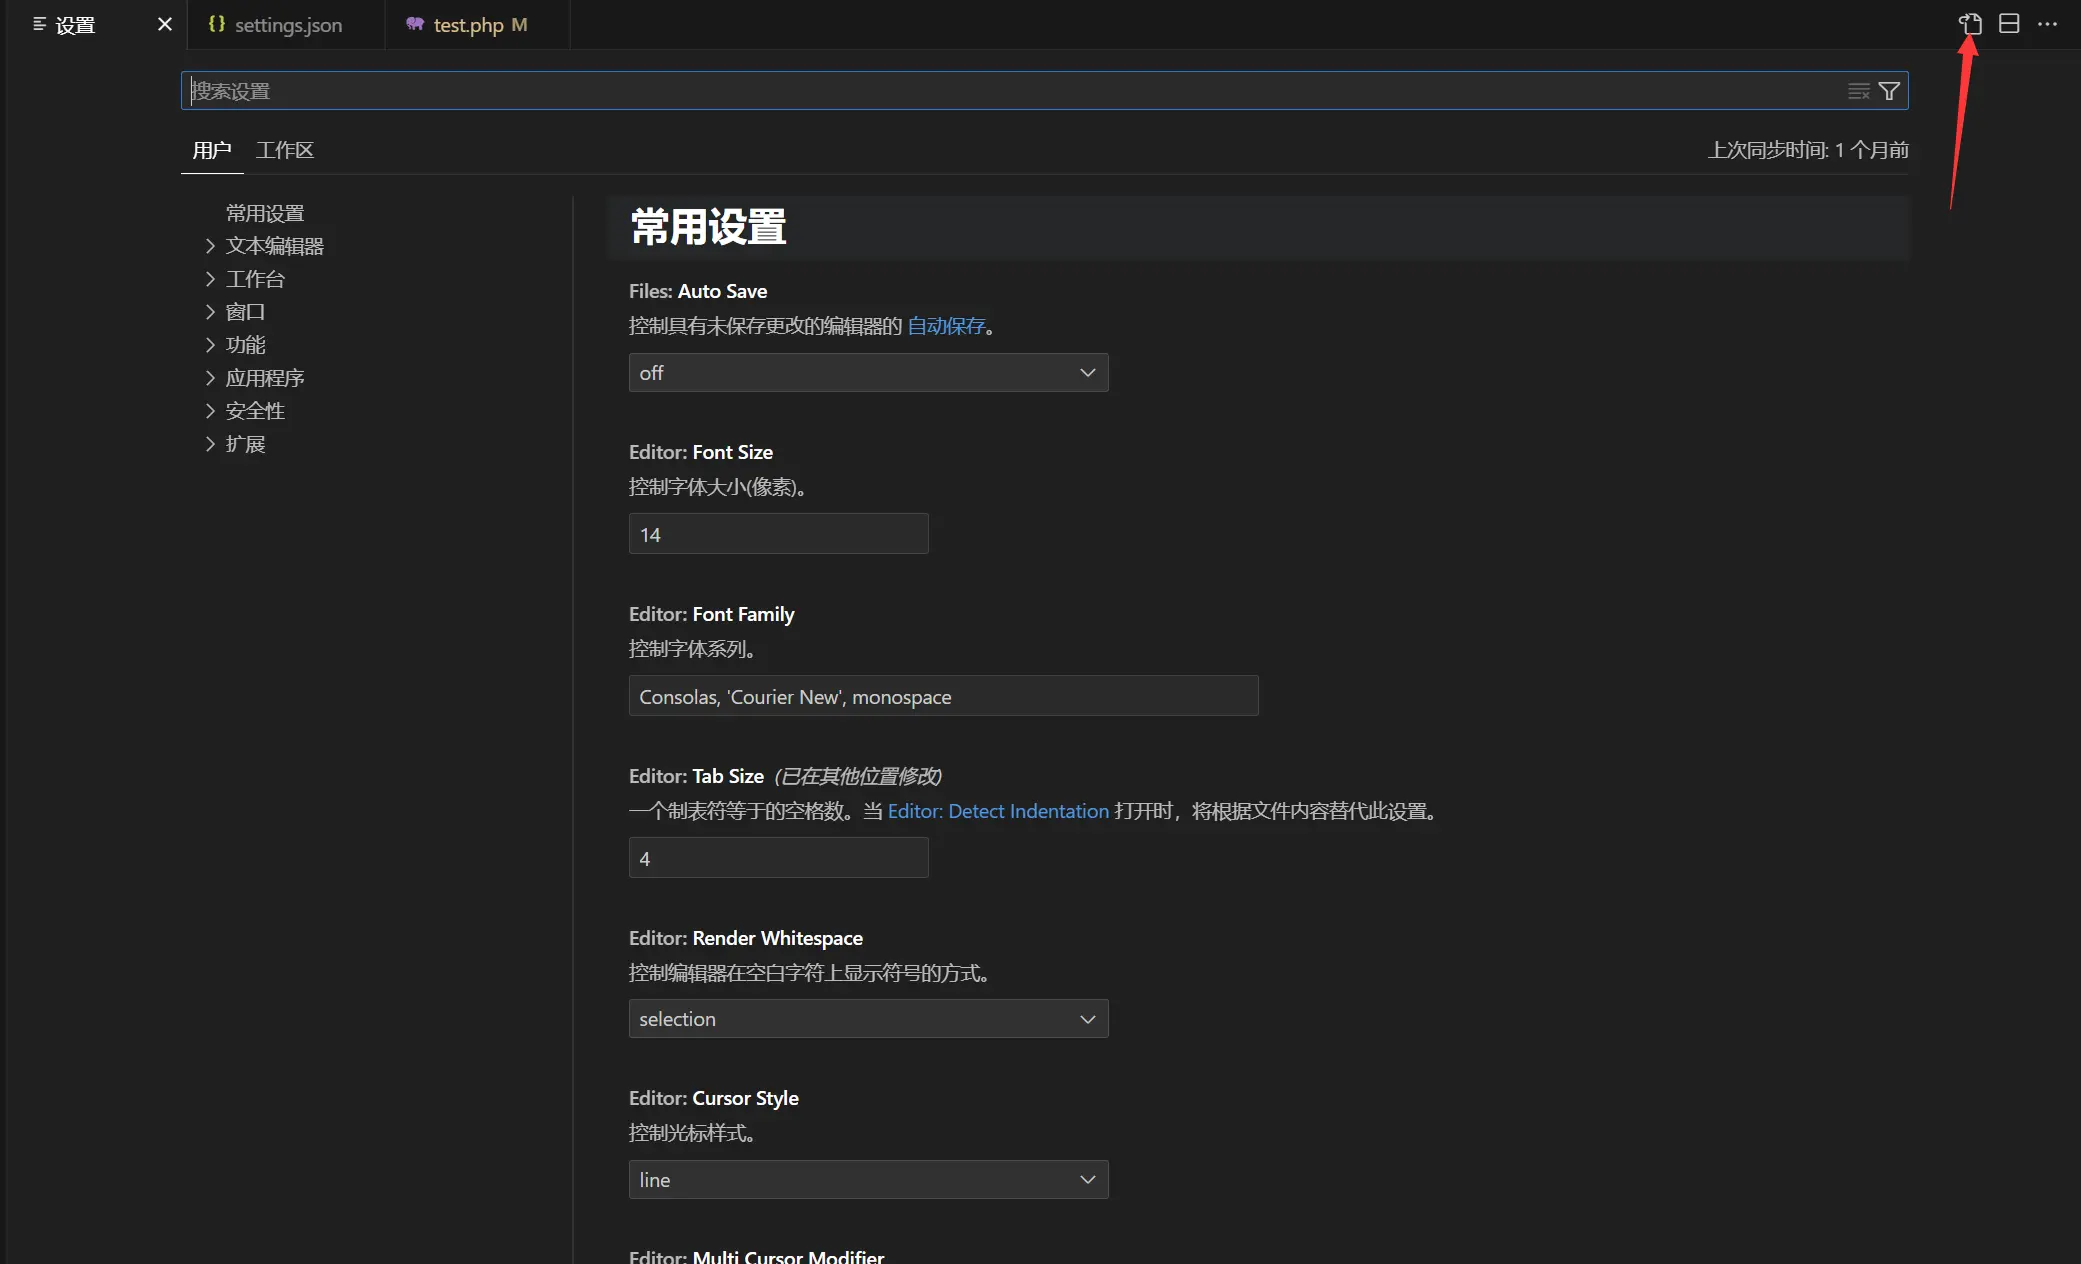 设置
settings.json
test.php M
搜索设置
用户 工作区
上次同步时间: 1 个月前
常用设置
文本编辑器
工作台
窗口
功能
应用程序
安全性
扩展
常用设置
Files: Auto Save
控制具有未保存更改的编辑器的 自动保存。
off
Editor: Font Size
控制字体大小(像素)。
14
Editor: Font Family
控制字体系列。
Consolas, 'Courier New', monospace
Editor: Tab Size (已在其他位置修改)
一个制表符等于的空格数。当 Editor: Detect Indentation 打开时，将根据文件内容替代此设置。
4
Editor: Render Whitespace
控制编辑器在空白字符上显示符号的方式。
selection
Editor: Cursor Style
控制光标样式。
line
Editor: Multi Cursor Modifier